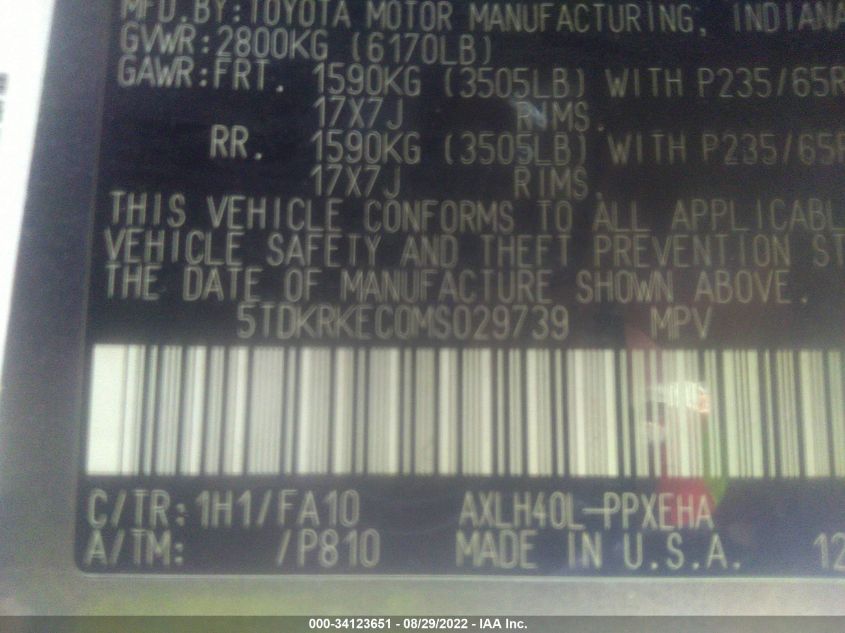 MFD.BY:TOYOTA MOTOR MANUFACTURING, INDIANA
GVWR:2800KG (6170LB)
GAWR:FRT. 1590KG (3505LB) WITH P235/65R
17X7J RIMS.
RR. 1590KG (3505LB) WITH P235/65R
17X7J RIMS.
THIS VEHICLE CONFORMS TO ALL APPLICABL
VEHICLE SAFETY AND THEFT PREVENTION ST
THE DATE OF MANUFACTURE SHOWN ABOVE.
5TDKRKEC0MS029739 MPV
C/TR:1H1/FA10 AXLH40L-PPXEHA
A/TM: /P810 MADE IN U.S.A. 12
000-34123651 - 08/29/2022 - IAA Inc.